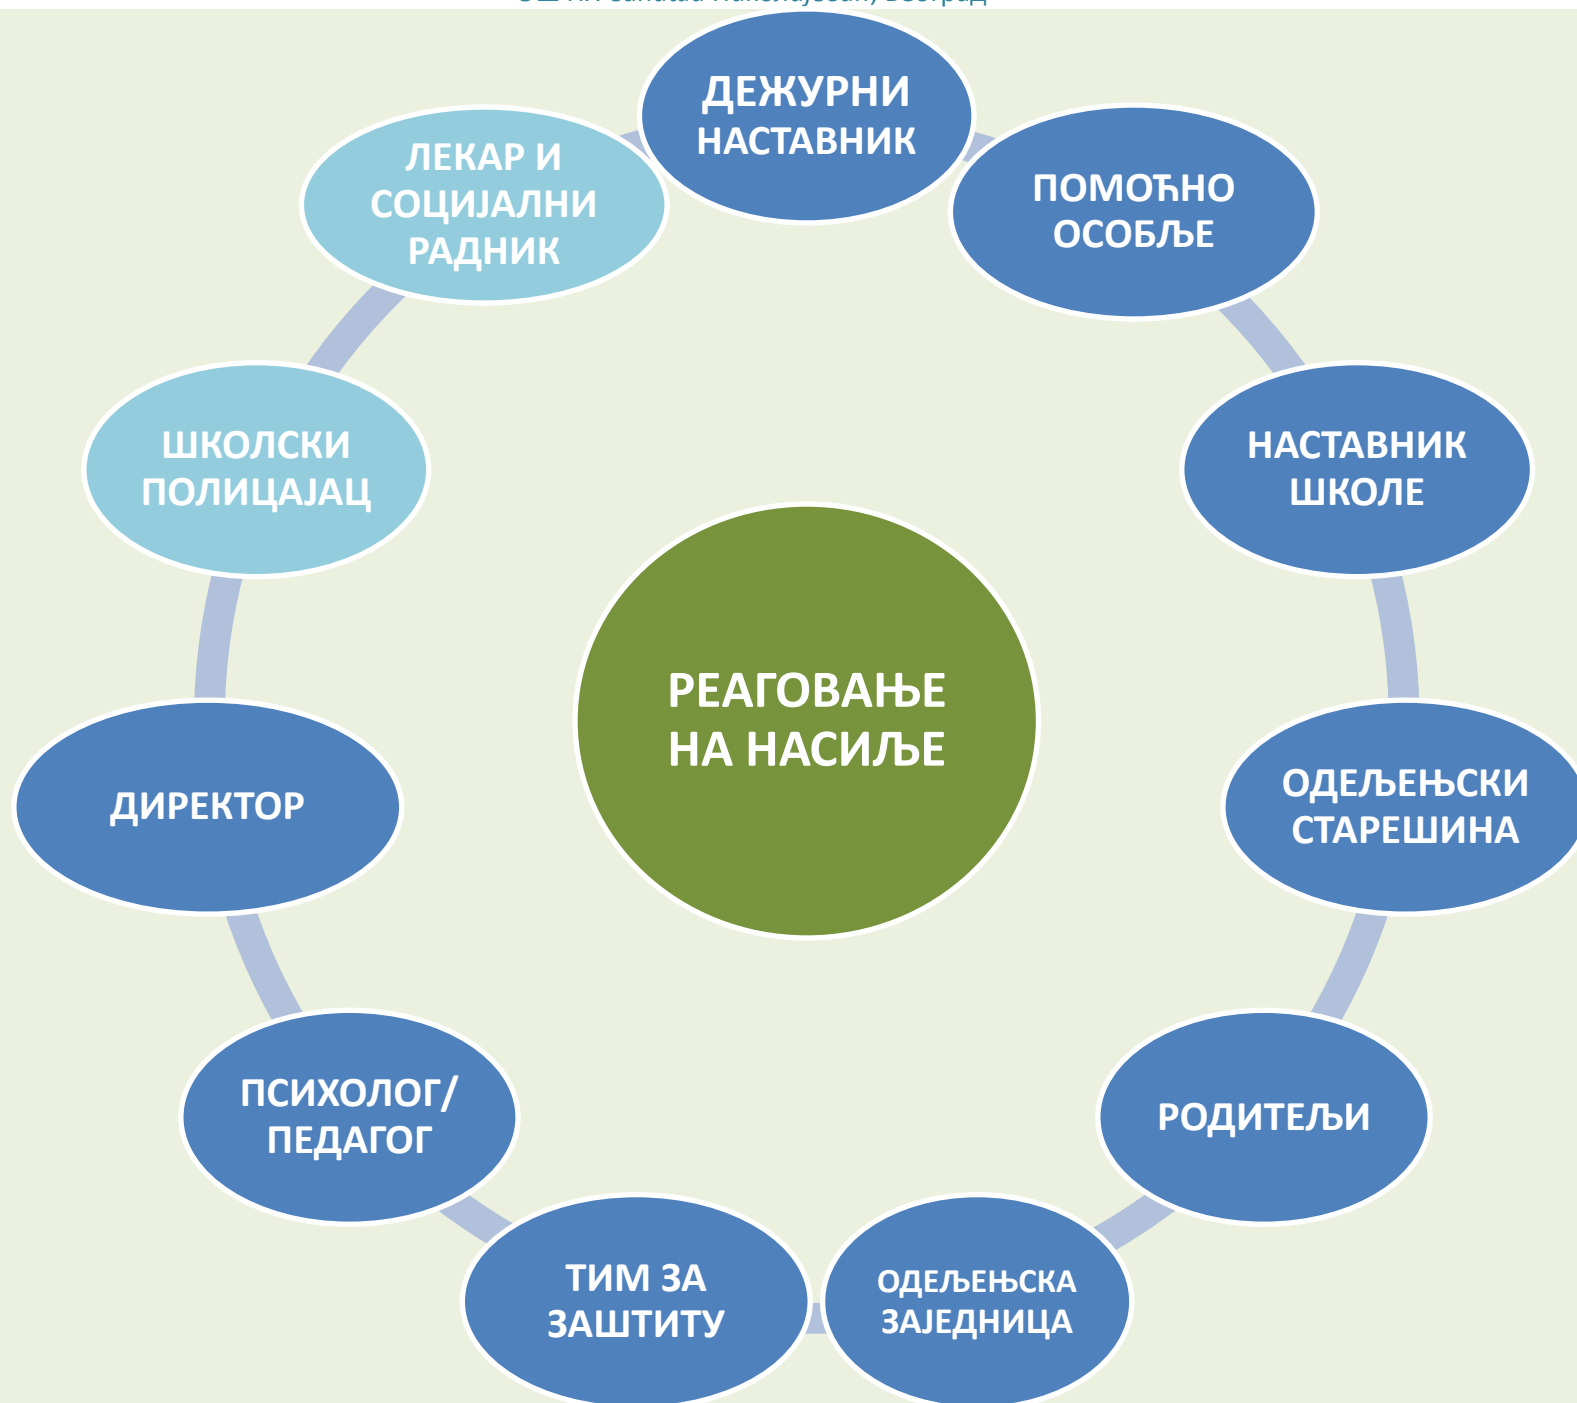 Београд
ДЕЖУРНИ
НАСТАВНИК
ПОМОЋНО
ОСОБЉЕ
НАСТАВНИК
ШКОЛЕ
ОДЕЉЕЊСКИ
СТАРЕШИНА
РОДИТЕЉИ
ОДЕЉЕЊСКА
ЗАЈЕДНИЦА
ТИМ ЗА
ЗАШТИТУ
ПСИХОЛОГ/
ПЕДАГОГ
ДИРЕКТОР
ШКОЛСКИ
ПОЛИЦАЈАЦ
ЛЕКАР И
СОЦИЈАЛНИ
РАДНИК
РЕАГОВАЊЕ
НА НАСИЉЕ